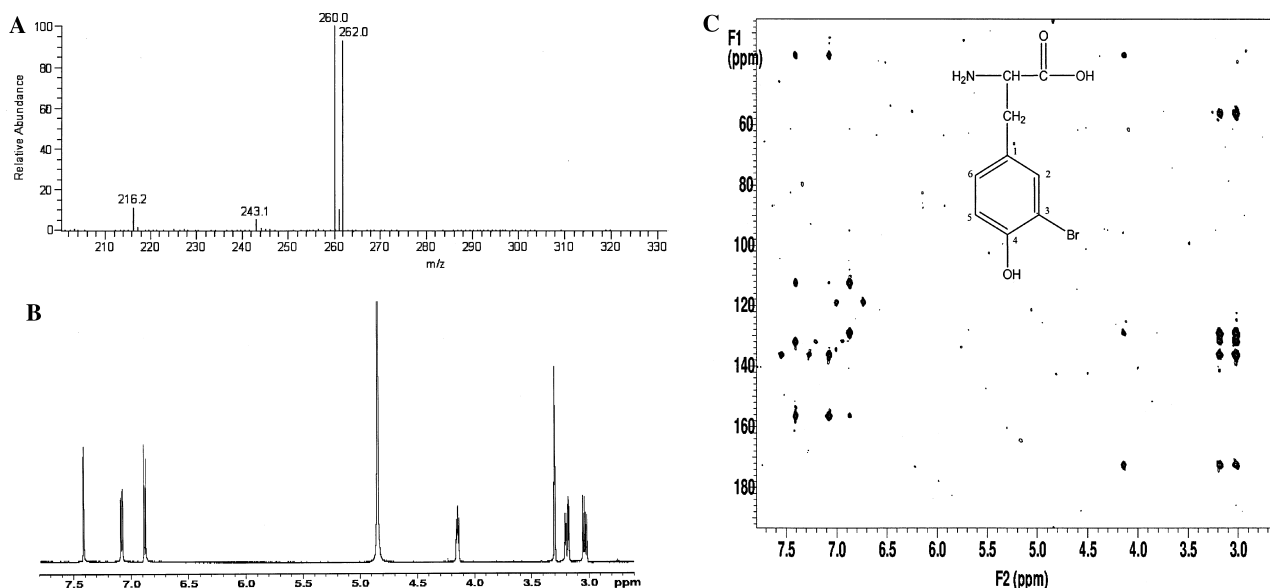 A
260.0
262.0
100
80
60
40
20
0
216.2
243.1
Relative Abundance
210 220 230 240 250 260 270 280 290 300 310 320 330
m/z
B
7.5 7.0 6.5 6.0 5.5 5.0 4.5 4.0 3.5 3.0 ppm
C
F1
(ppm)
60
80
100
120
140
160
180
7.5 7.0 6.0 5.5 5.0 4.5 4.0 3.5 3.0
F2 (ppm)
O
H₂N—CH—C—OH
CH₂
1
6
2
5
3
4
Br
OH